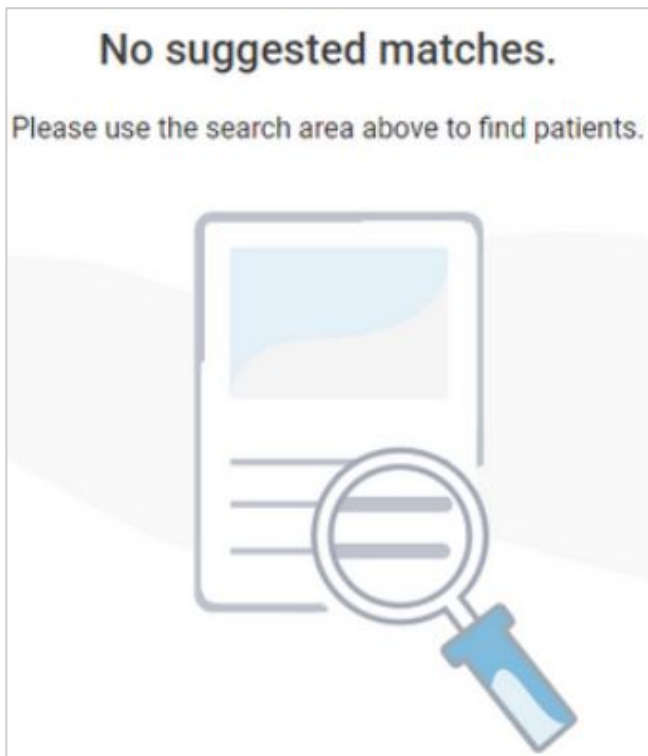 No suggested matches.
Please use the search area above to find patients.